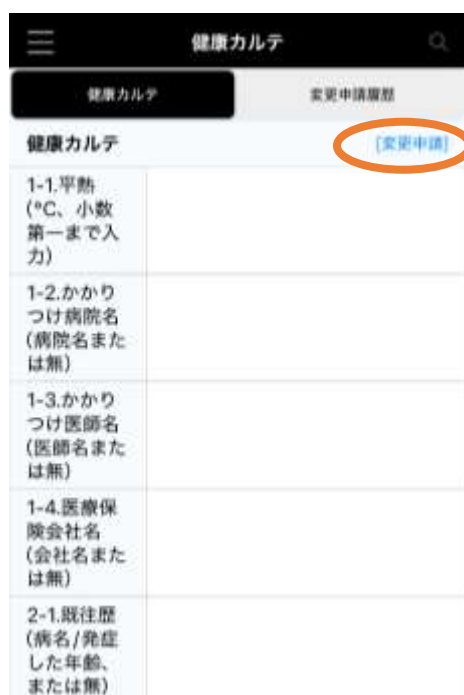 健康カルテ
健康カルテ
変更申請履歴
健康カルテ
[変更申請]
1-1.平熱
(°C、小数
第一まで入
力)
1-2.かかり
つけ病院名
(病院名また
は無)
1-3.かかり
つけ医師名
(医師名また
は無)
1-4.医療保
険会社名
(会社名また
は無)
2-1.既往歴
(病名/発症
した年齢、
または無)